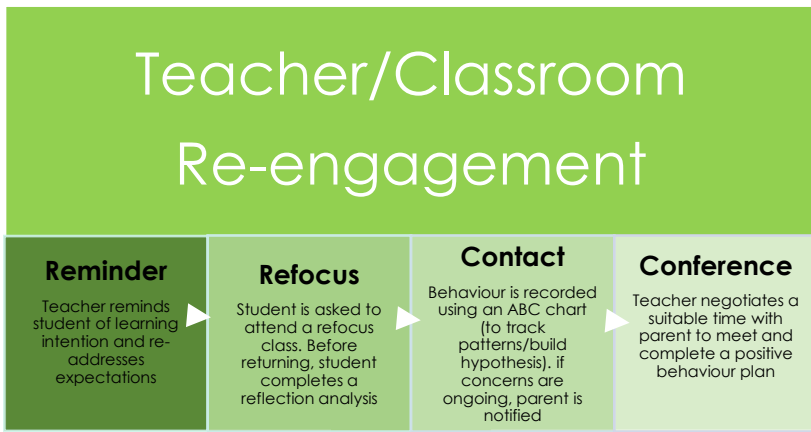 Teacher/Classroom
Re-engagement
Reminder
Teacher reminds
student of learning
intention and re-
addresses
expectations
Refocus
Student is asked to
attend a refocus
class. Before
returning, student
completes a
reflection analysis
Contact
Behaviour is recorded
using an ABC chart
(to track
patterns/build
hypothesis). if
concerns are
ongoing, parent is
notified
Conference
Teacher negotiates a
suitable time with
parent to meet and
complete a positive
behaviour plan